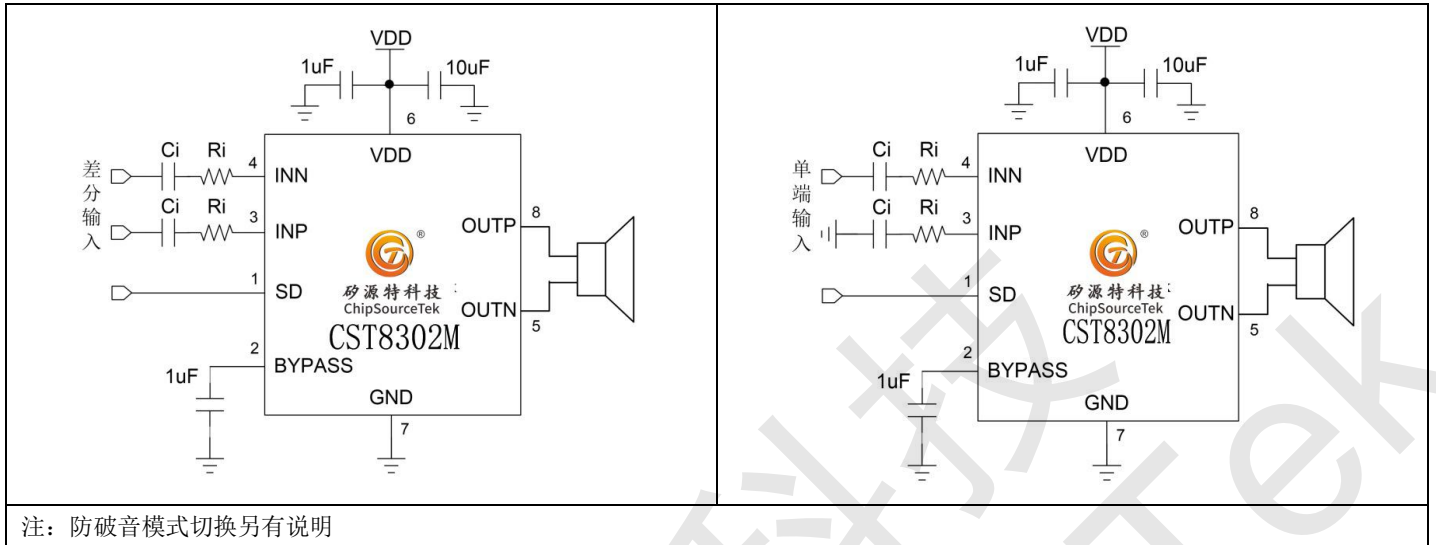 VDD
1uF
10uF
6
VDD
差分输入
Ci
Ri
4
INN
Ci
Ri
3
INP
OUTP
8
®
1
SD
矽源特科技
ChipSourceTek
OUTN
5
CST8302M
2
BYPASS
1uF
GND
7
VDD
1uF
10uF
6
VDD
单端输入
Ci
Ri
4
INN
Ci
Ri
3
INP
OUTP
8
®
1
SD
矽源特科技
ChipSourceTek
OUTN
5
CST8302M
2
BYPASS
1uF
GND
7
注：防破音模式切换另有说明
科技
Tek